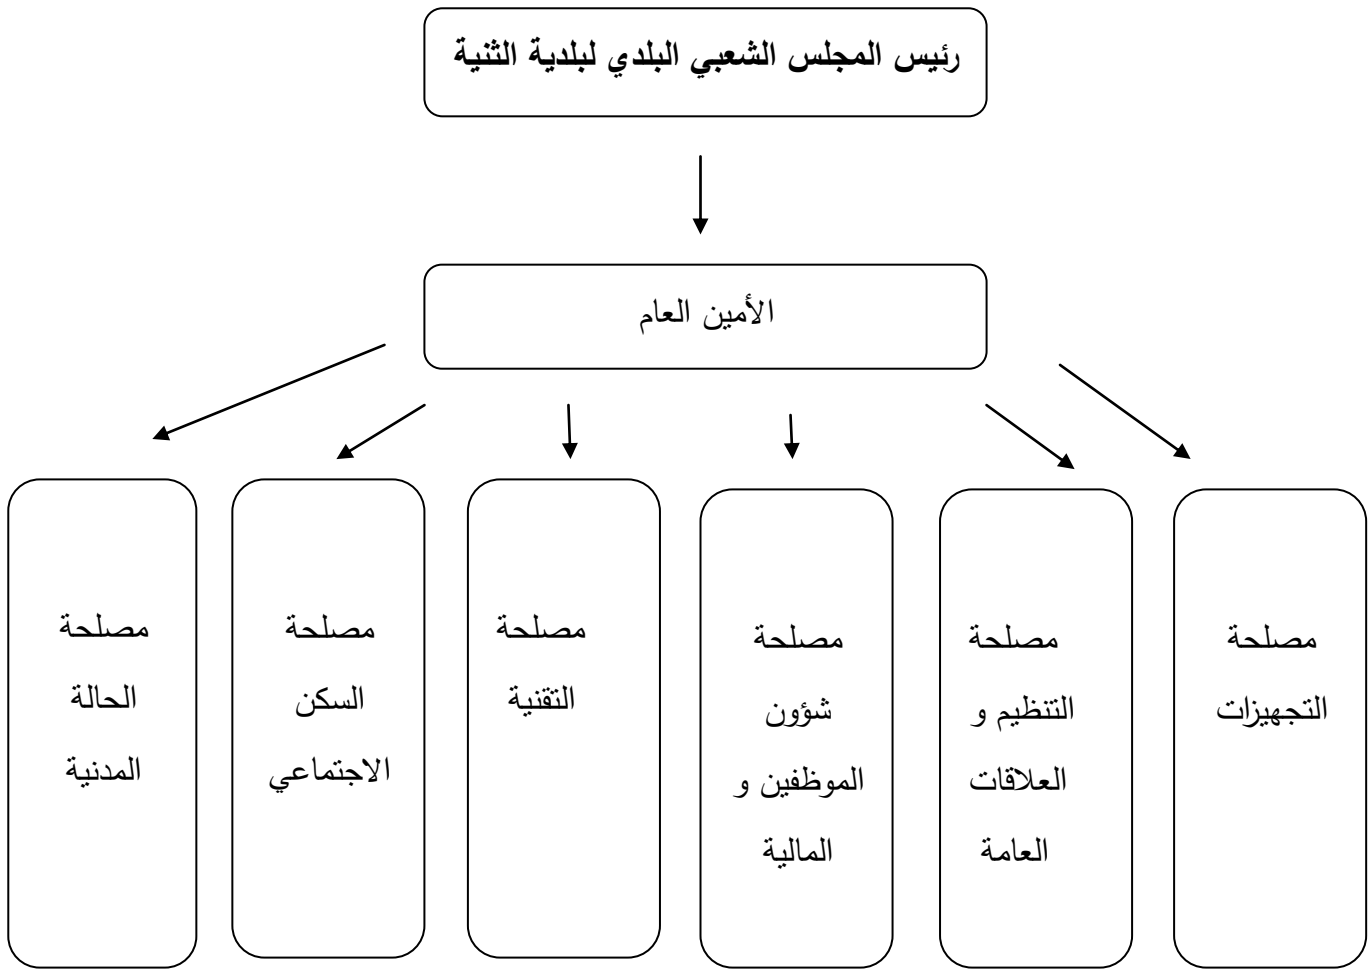 رئيس المجلس الشعبي البلدي لبلدية الثنية
الأمين العام
مصلحة
التجهيزات
مصلحة
التنظيم و
العلاقات
العامة
مصلحة
شؤون
الموظفين و
المالية
مصلحة
التقنية
مصلحة
السكن
الاجتماعي
مصلحة
الحالة
المدنية